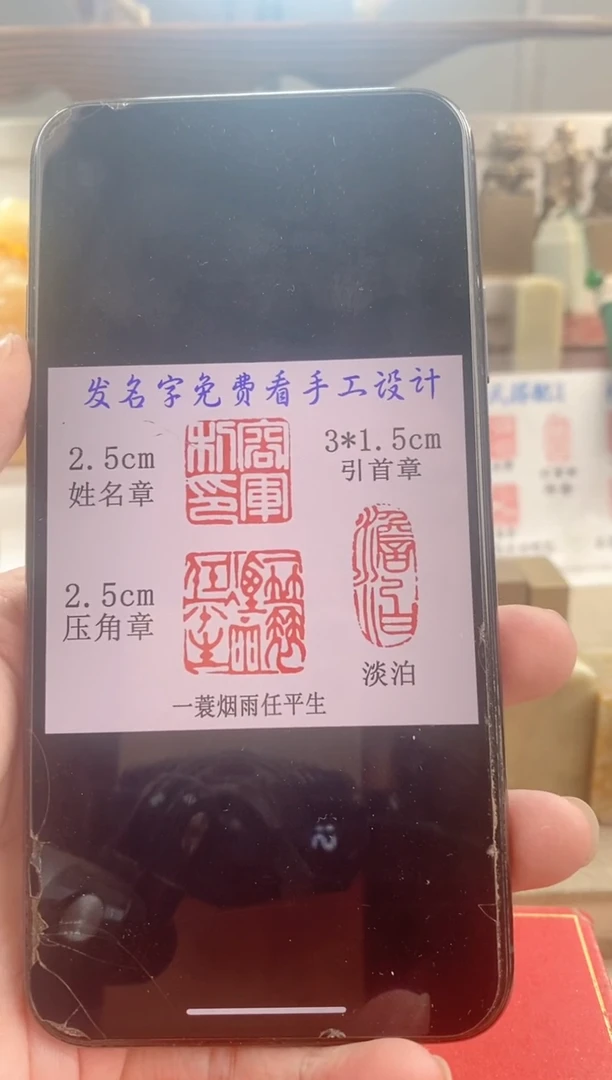 发名字免费看手工设计
2.5cm
姓名章
3*1.5cm
引首章
2.5cm
压角章
淡泊
一蓑烟雨任平生